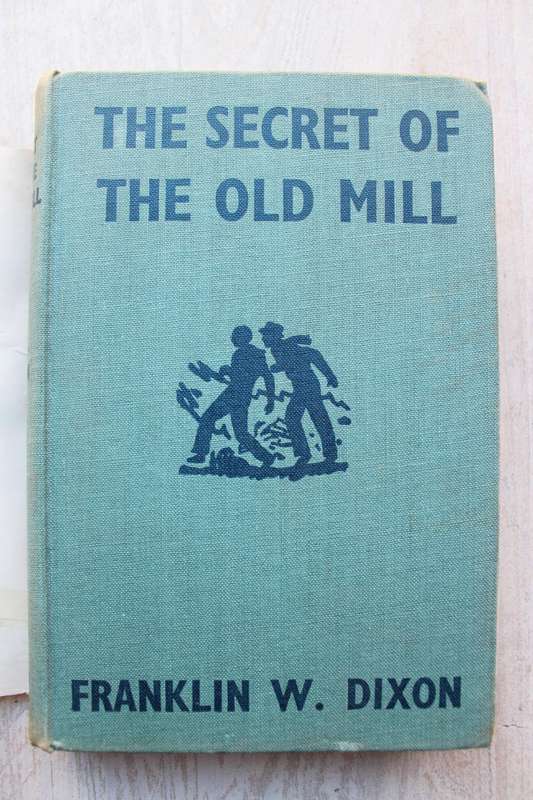 THE SECRET OF
THE OLD MILL
FRANKLIN W. DIXON